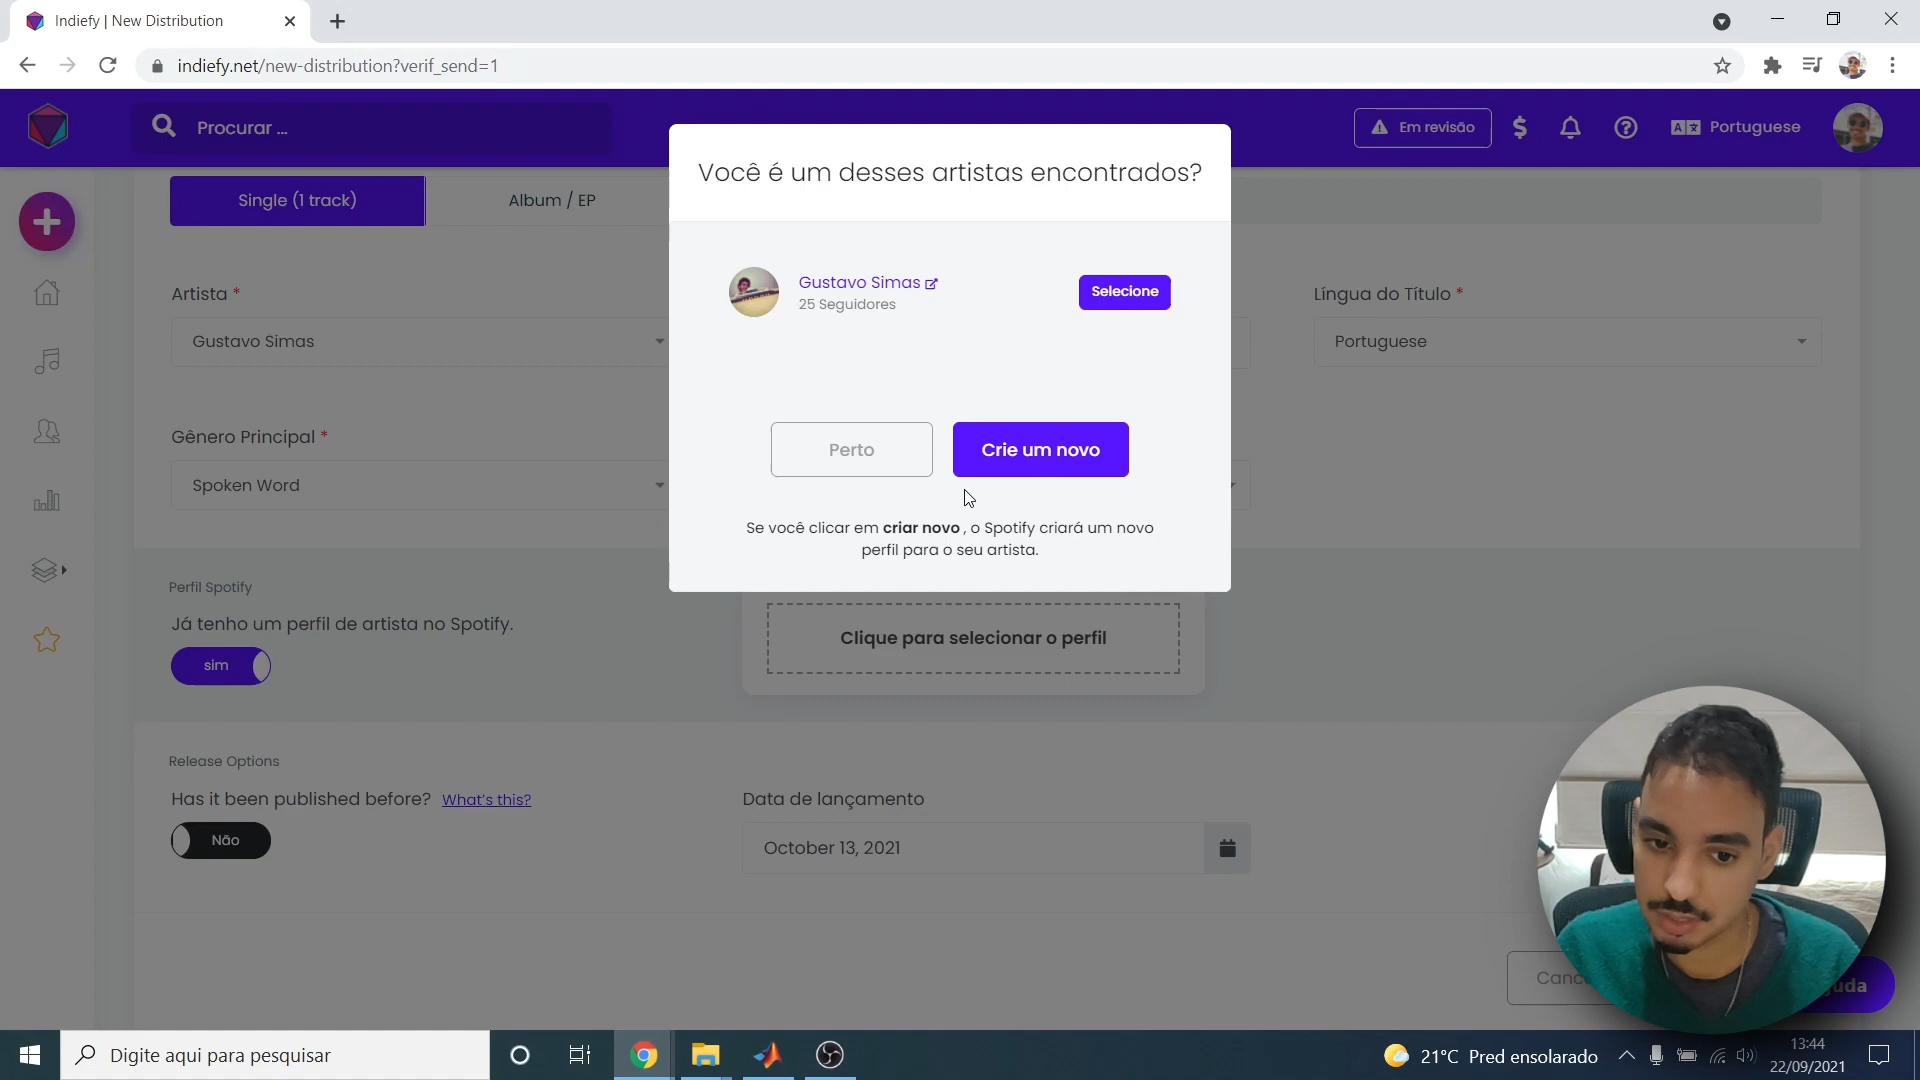 Indiefy | New Distribution
indiefy.net/new-distribution?verif_send=1
Procurar ...
Em revisão
Portuguese
Você é um desses artistas encontrados?
Gustavo Simas
25 Seguidores
Selecione
Perto
Crie um novo
Se você clicar em criar novo , o Spotify criará um novo
perfil para o seu artista.
Single (1 track)
Album / EP
Artista *
Gustavo Simas
Língua do Título *
Portuguese
Gênero Principal *
Spoken Word
Perfil Spotify
Já tenho um perfil de artista no Spotify.
sim
Clique para selecionar o perfil
Release Options
Has it been published before? What's this?
Não
Data de lançamento
October 13, 2021
Digite aqui para pesquisar
21°C Pred ensolarado
13:44
22/09/2021